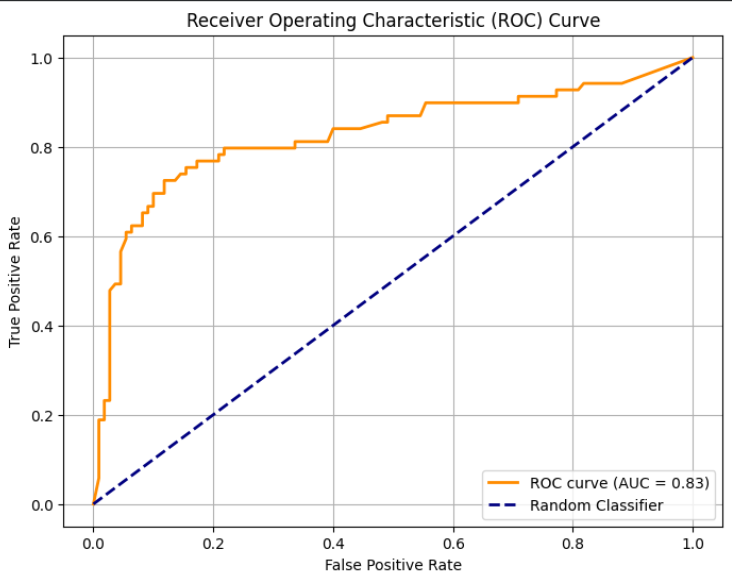 Receiver Operating Characteristic (ROC) Curve
1.0
0.8
0.6
0.4
0.2
0.0
True Positive Rate
ROC curve (AUC = 0.83)
Random Classifier
0.0 0.2 0.4 0.6 0.8 1.0
False Positive Rate